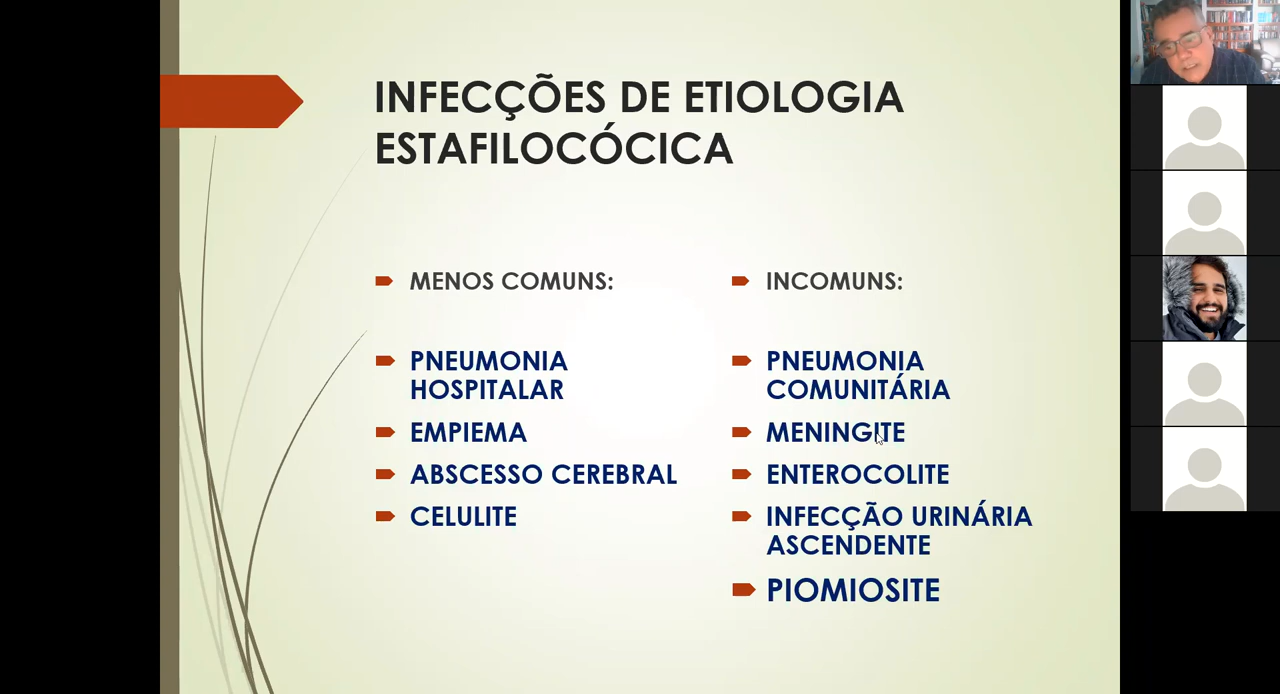 INFECÇÕES DE ETIOLOGIA
ESTAFILOCÓCICA
MENOS COMUNS:
PNEUMONIA
HOSPITALAR
EMPIEMA
ABSCESSO CEREBRAL
CELULITE
INCOMUNS:
PNEUMONIA
COMUNITÁRIA
MENINGITE
ENTEROCOLITE
INFECÇÃO URINÁRIA
ASCENDENTE
PIOMIOSITE